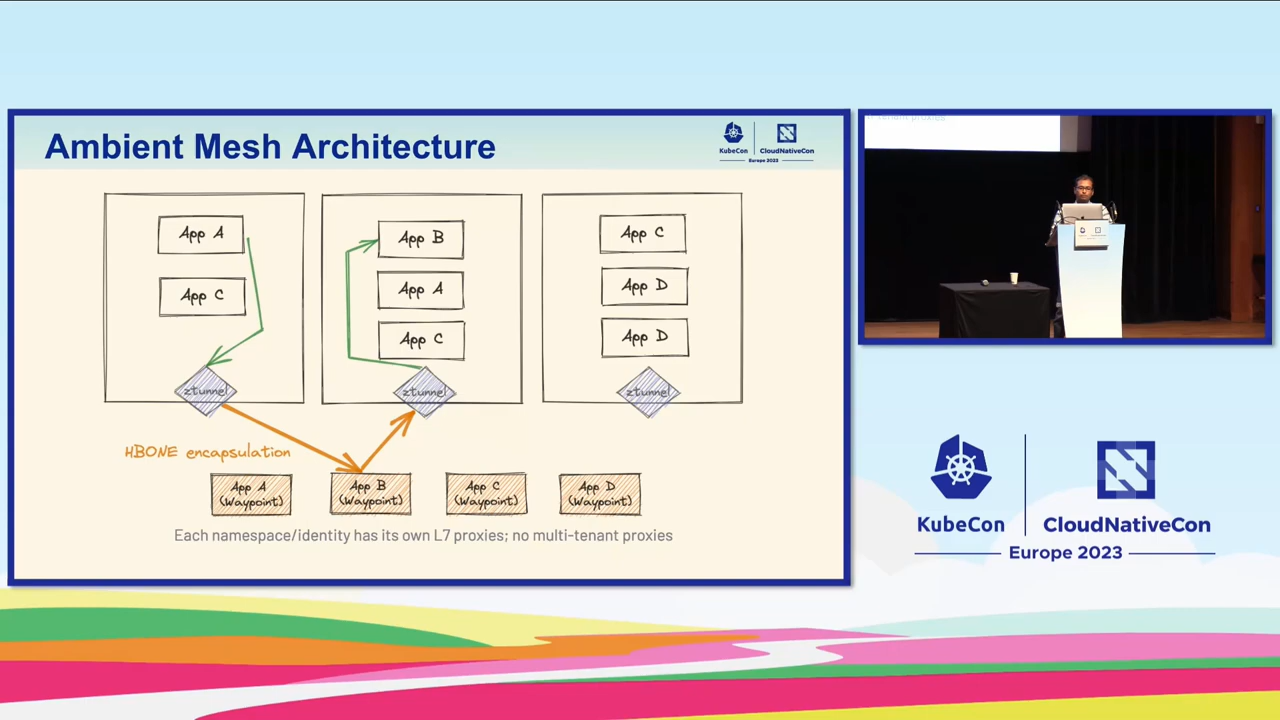 Ambient Mesh Architecture
KubeCon
CloudNativeCon
Europe 2023
App A
App C
ztunnel
App B
App A
App C
ztunnel
App C
App D
App D
ztunnel
HBONE encapsulation
App A
(Waypoint)
App B
(Waypoint)
App C
(Waypoint)
App D
(Waypoint)
Each namespace/identity has its own L7 proxies; no multi-tenant proxies
tenant proxies
KubeCon
CloudNativeCon
Europe 2023